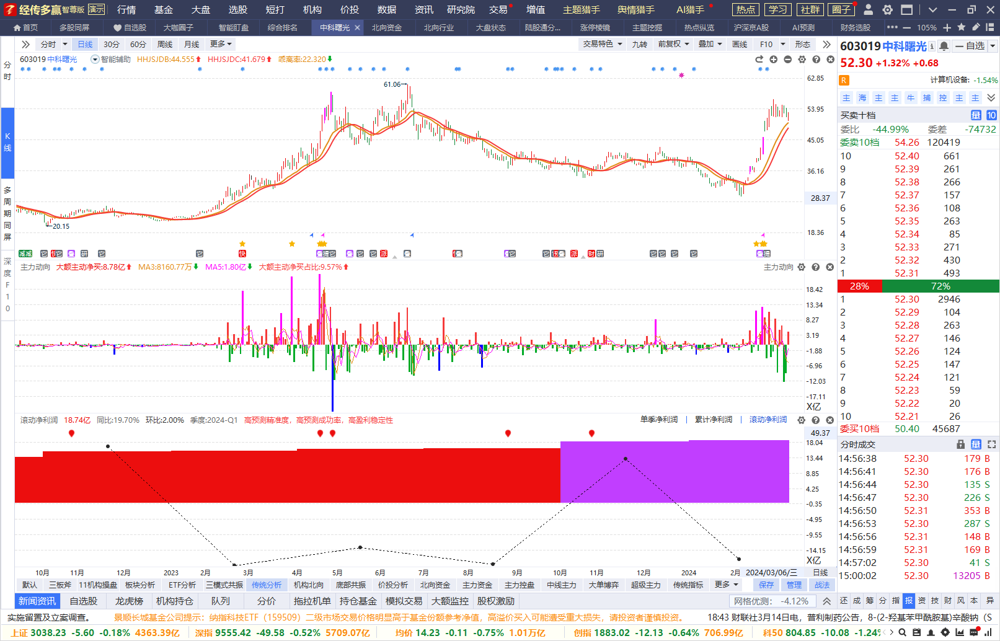 经传多赢 智尊版 演示 行情 基金 大盘 选股 短打 机构 价投 数据 资讯 研究院 交易 增值 主题猎手 舆情猎手 AI猎手 热点 学习 社群 圈子
首页 多股同屏 自选股 大咖圈子 智能盯盘 综合排名 中科曙光 北向资金 北向行业 大盘状态 陆股通分... 涨停棱镜 主题挖掘 热点纵览 沪深京A股 AI预测 财务选股 105%
分时 日线 30分 60分 周线 月线 更多 交易特色 九转 前复权 叠加 画线 F10 形态
603019 中科曙光 智能辅助 HHJSJDB:44.555 HHJSJDC:41.679 乖离率:22.320
分时
K线
多周期同屏
深度F10
62.85
61.06
53.95
45.05
36.16
28.37
20.15
18.36
主力动向 大额主动净买:8.78亿 MA3:8160.77万 MA5:1.80亿 大额主动净买占比:9.57% 主力动向
18.42
13.34
8.27
3.19
-1.88
-6.96
-12.03
-17.11
X亿
滚动净利润 18.74亿 同比:19.70% 环比:2.00% 季度:2024-Q1 高预测精准度，高预测成功率，高盈利稳定性 单季净利润 | 累计净利润 | 滚动净利润
49.37
18.04
13.44
8.85
4.25
-0.35
-4.95
-9.55
-14.15
X亿
10月 11月 12月 2023 2月 3月 4月 5月 6月 7月 8月 9月 10月 11月 12月 2024 2月 2024/03/06/三 日线
默认 三板斧 11机构操盘 板块分析 ETF分析 三模式共振 传统分析 机构北向 底部共振 价投分析 北向资金 主力资金 主力控盘 中线主力 大单博弈 超级主力 传统指标 更多 保存 管理 战法
新闻资讯 自选股 龙虎榜 机构持仓 队列 分价 拖拉机单 持仓基金 模拟交易 大额监控 股权激励 网格优测: -4.12%
603019 中科曙光 自选
52.30 +1.32% +0.68
R 计算机设备: -1.54%
主 海 主 主 牛 捕 控 主 主
买卖十档 量 10
委比 -44.99% 委差 -74732
委卖10档 54.26 120419
10 52.40 661
9 52.39 261
8 52.38 266
7 52.37 157
6 52.36 108
5 52.35 263
4 52.34 85
3 52.33 271
2 52.32 430
1 52.31 493
28% 72%
1 52.30 2946
2 52.29 104
3 52.28 263
4 52.27 146
5 52.26 124
6 52.25 147
7 52.24 121
8 52.23 59
9 52.22 20
10 52.21 26
委买10档 50.40 45687
分时成交 量
14:56:38 52.30 179 B
14:56:41 52.30 176 B
14:56:44 52.30 135 S
14:56:47 52.30 226 S
14:56:50 52.31 353 B
14:56:53 52.30 287 S
14:56:56 52.31 148 B
14:56:59 52.31 169 B
14:57:02 52.30 41 S
15:00:02 52.30 13205 B
还 成 筹 分 指 报 资 技 财 风 本 异
实施留置及立案调查。 景顺长城基金公司提示：纳指科技ETF（159509）二级市场交易价格明显高于基金份额参考净值，高溢价买入可能遭受重大损失，请投资者谨慎投资。 18:43 财联社3月14日电，普利制药公告，8-(2-羟基苯甲酰胺基)辛酸钠（S
上证 3038.23 -5.60 -0.18% 4363.39亿 深指 9555.42 -49.58 -0.52% 5709.07亿 均价 14.23 -0.11 -0.75% 1.01万亿 创指 1883.02 -12.13 -0.64% 706.99亿 科50 804.85 -10.08 -1.24%